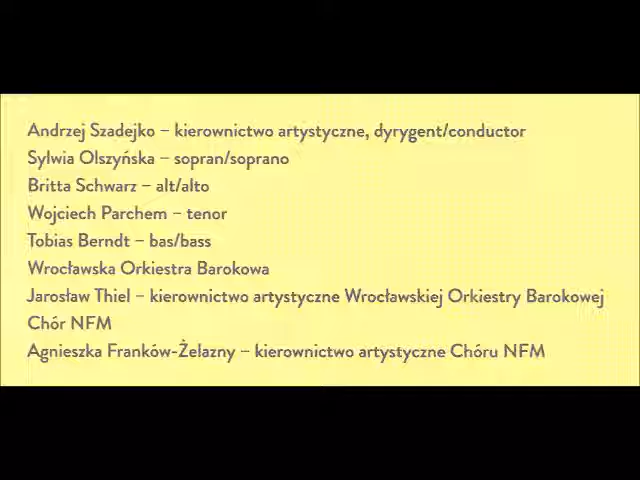 Andrzej Szadejko – kierownictwo artystyczne, dyrygent/conductor
Sylwia Olszyńska – sopran/soprano
Britta Schwarz – alt/alto
Wojciech Parchem – tenor
Tobias Berndt – bas/bass
Wrocławska Orkiestra Barokowa
Jarosław Thiel – kierownictwo artystyczne Wrocławskiej Orkiestry Barokowej
Chór NFM
Agnieszka Franków-Żelazny – kierownictwo artystyczne Chóru NFM